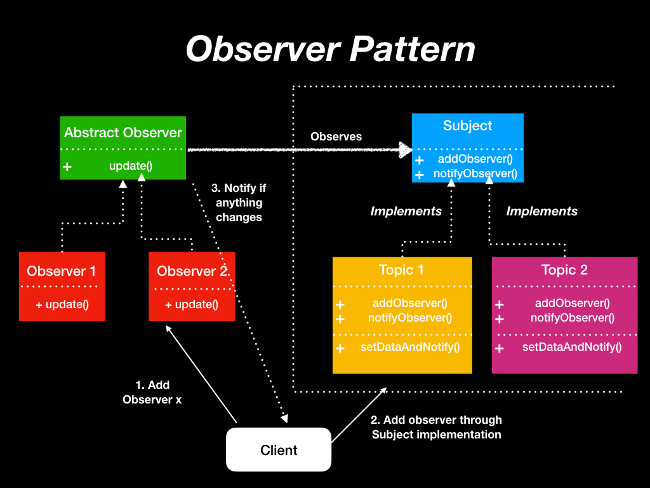 Observer Pattern
Abstract Observer
+ update()
Observes
Subject
+ addObserver()
+ notifyObserver()
3. Notify if
anything
changes
Implements
Implements
Observer 1
+ update()
Observer 2
+ update()
Topic 1
+ addObserver()
+ notifyObserver()
+ setDataAndNotify()
Topic 2
+ addObserver()
+ notifyObserver()
+ setDataAndNotify()
1. Add
Observer x
2. Add observer through
Subject implementation
Client